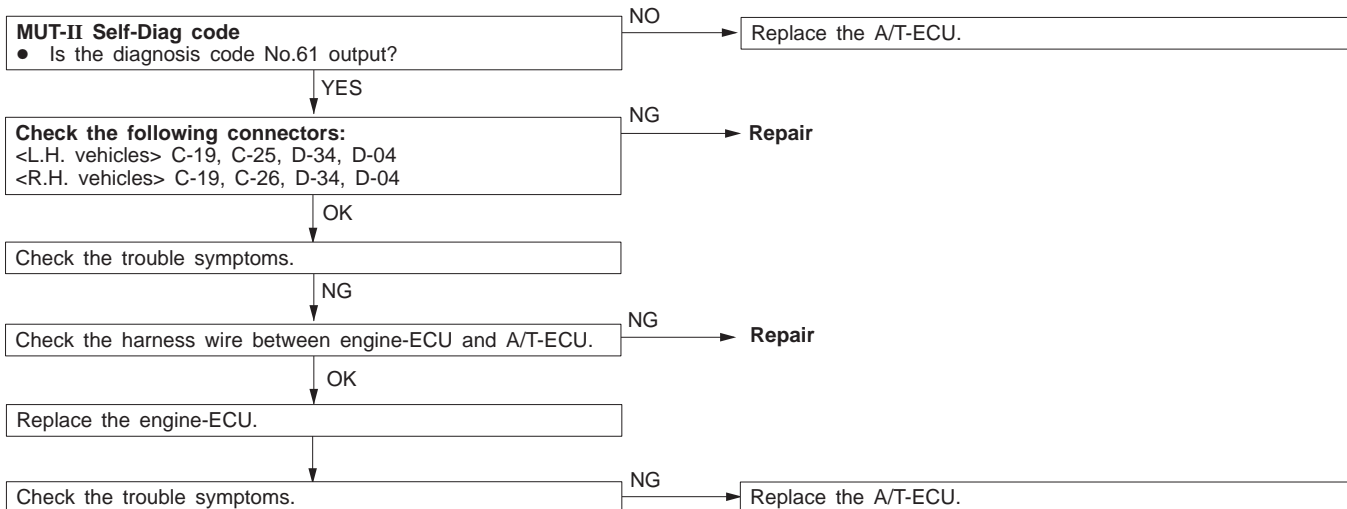 MUT-II Self-Diag code
● Is the diagnosis code No.61 output?
NO
Replace the A/T-ECU.
YES
Check the following connectors:
<L.H. vehicles> C-19, C-25, D-34, D-04
<R.H. vehicles> C-19, C-26, D-34, D-04
NG
Repair
OK
Check the trouble symptoms.
NG
Check the harness wire between engine-ECU and A/T-ECU.
NG
Repair
OK
Replace the engine-ECU.
Check the trouble symptoms.
NG
Replace the A/T-ECU.